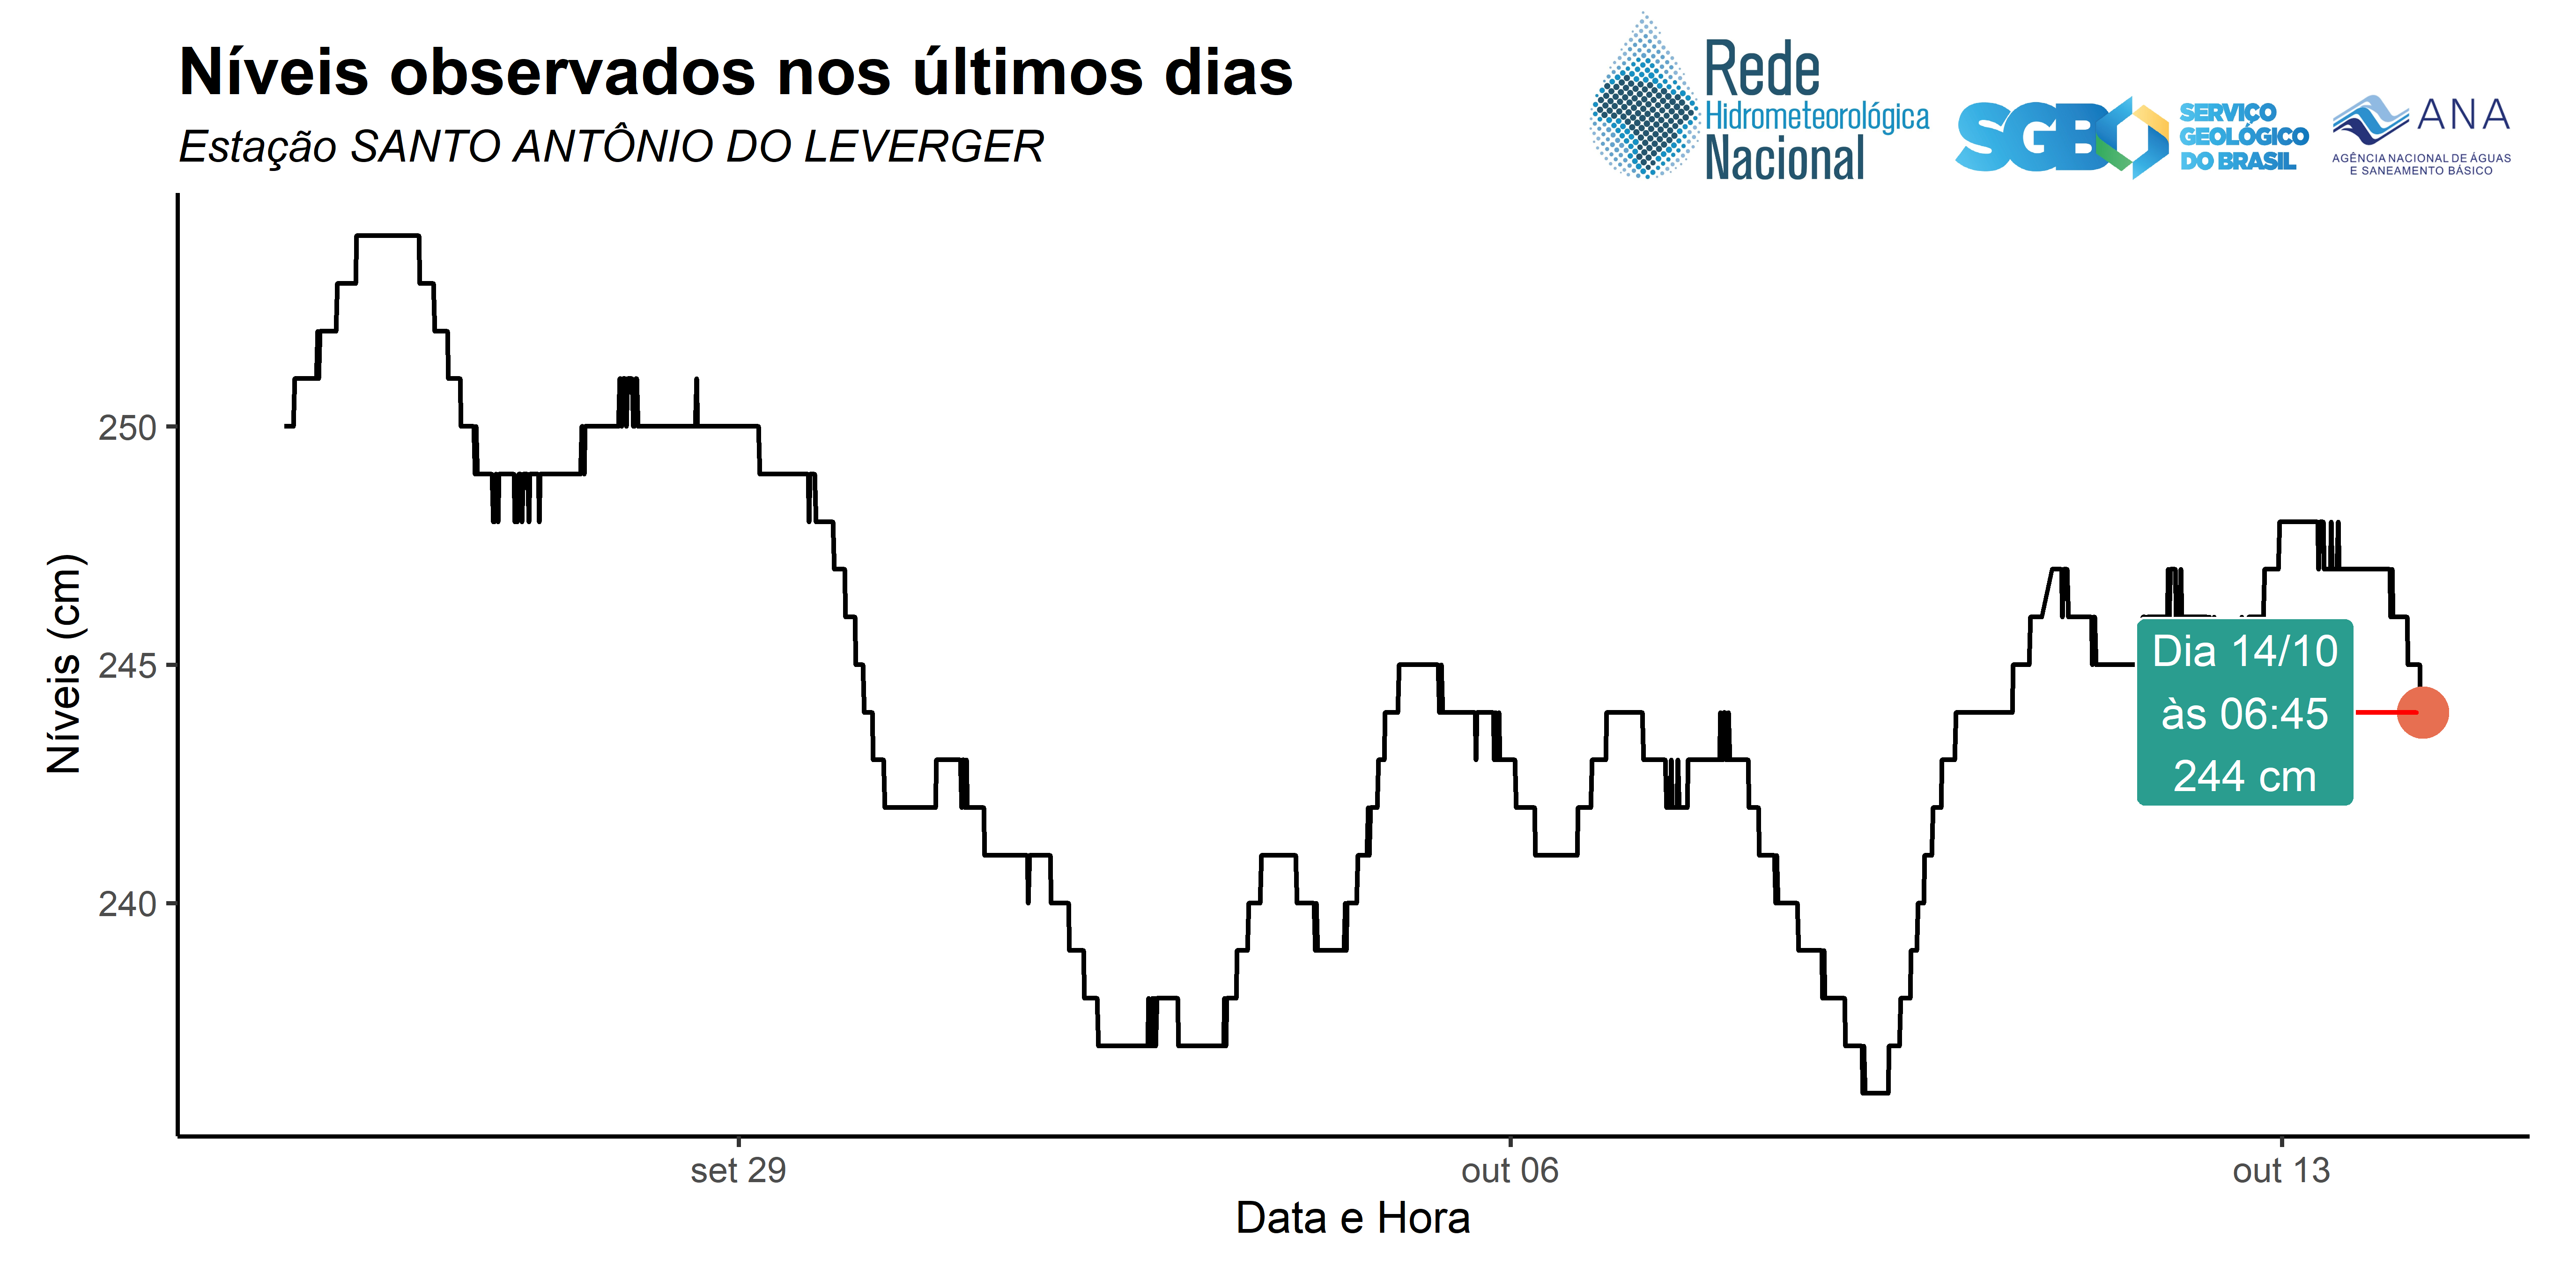 Níveis observados nos últimos dias
Estação SANTO ANTÔNIO DO LEVERGER
Rede
Hidrometeorológica
Nacional
SGB
SERVIÇO
GEOLÓGICO
DO BRASIL
ANA
AGÊNCIA NACIONAL DE ÁGUAS
E SANEAMENTO BÁSICO
Níveis (cm)
250
245
240
Dia 14/10
às 06:45
244 cm
set 29
out 06
out 13
Data e Hora